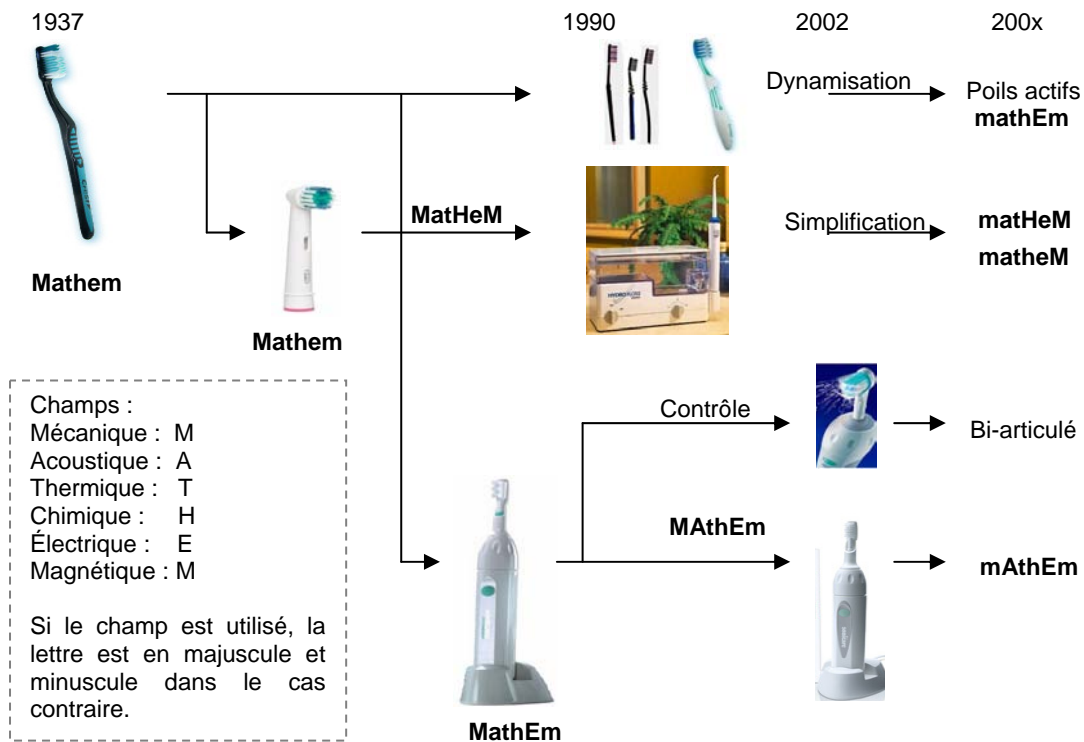 1937 1990 2002 200x
Dynamisation
Poils actifs
mathEm
MatHeM
Simplification
matHeM
matheM
Mathem
Mathem
HYDRO FLOSS
Champs :
Mécanique : M
Acoustique : A
Thermique : T
Chimique : H
Électrique : E
Magnétique : M
Si le champ est utilisé, la
lettre est en majuscule et
minuscule dans le cas
contraire.
Contrôle
Bi-articulé
MAthEm
mAthEm
MathEm